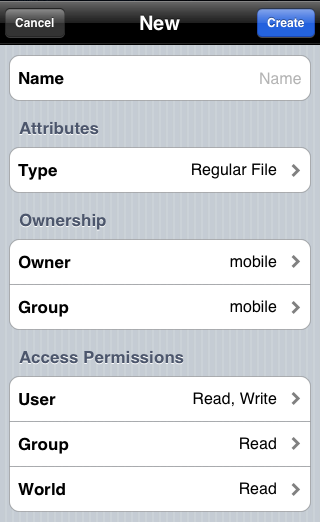 Cancel New Create
Name Name
Attributes
Type Regular File
Ownership
Owner mobile
Group mobile
Access Permissions
User Read, Write
Group Read
World Read